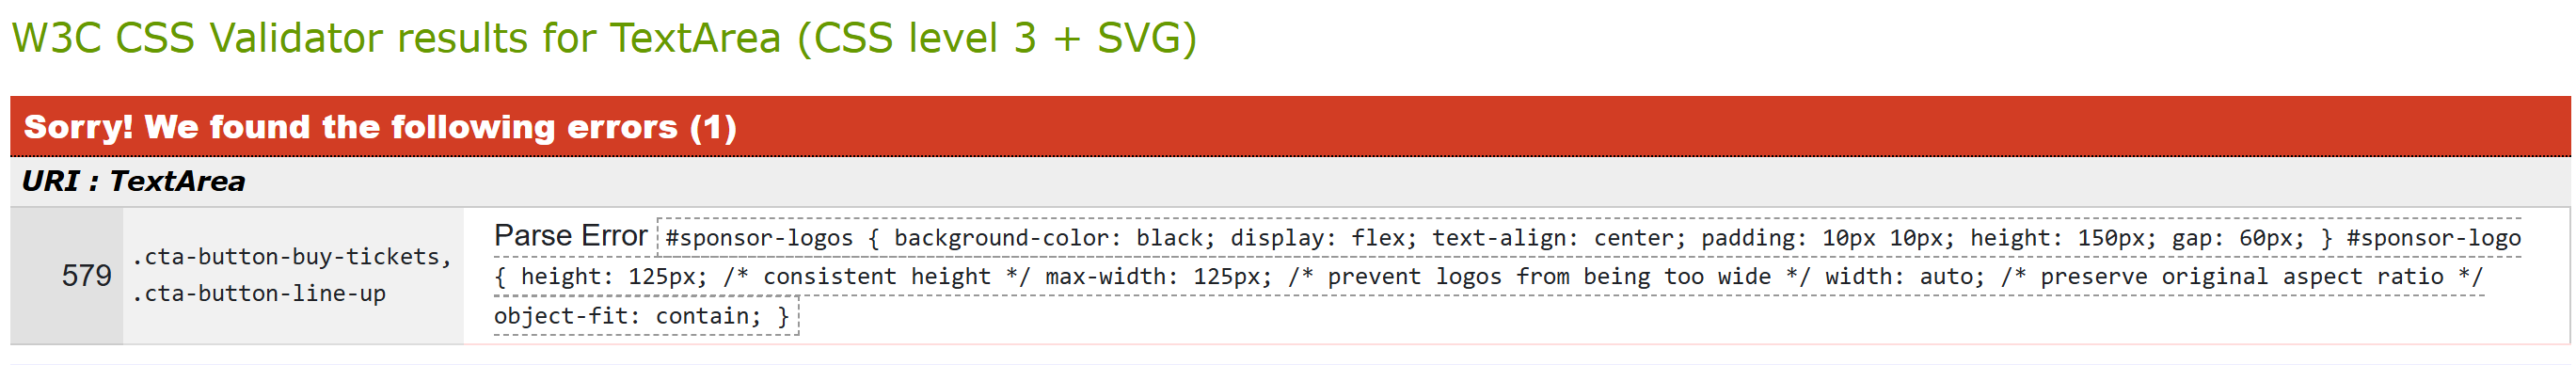 W3C CSS Validator results for TextArea (CSS level 3 + SVG)
Sorry! We found the following errors (1)
URI : TextArea
579
.cta-button-buy-tickets,
.cta-button-line-up
Parse Error #sponsor-logos { background-color: black; display: flex; text-align: center; padding: 10px 10px; height: 150px; gap: 60px; } #sponsor-logo
{ height: 125px; /* consistent height */ max-width: 125px; /* prevent logos from being too wide */ width: auto; /* preserve original aspect ratio */
object-fit: contain; }